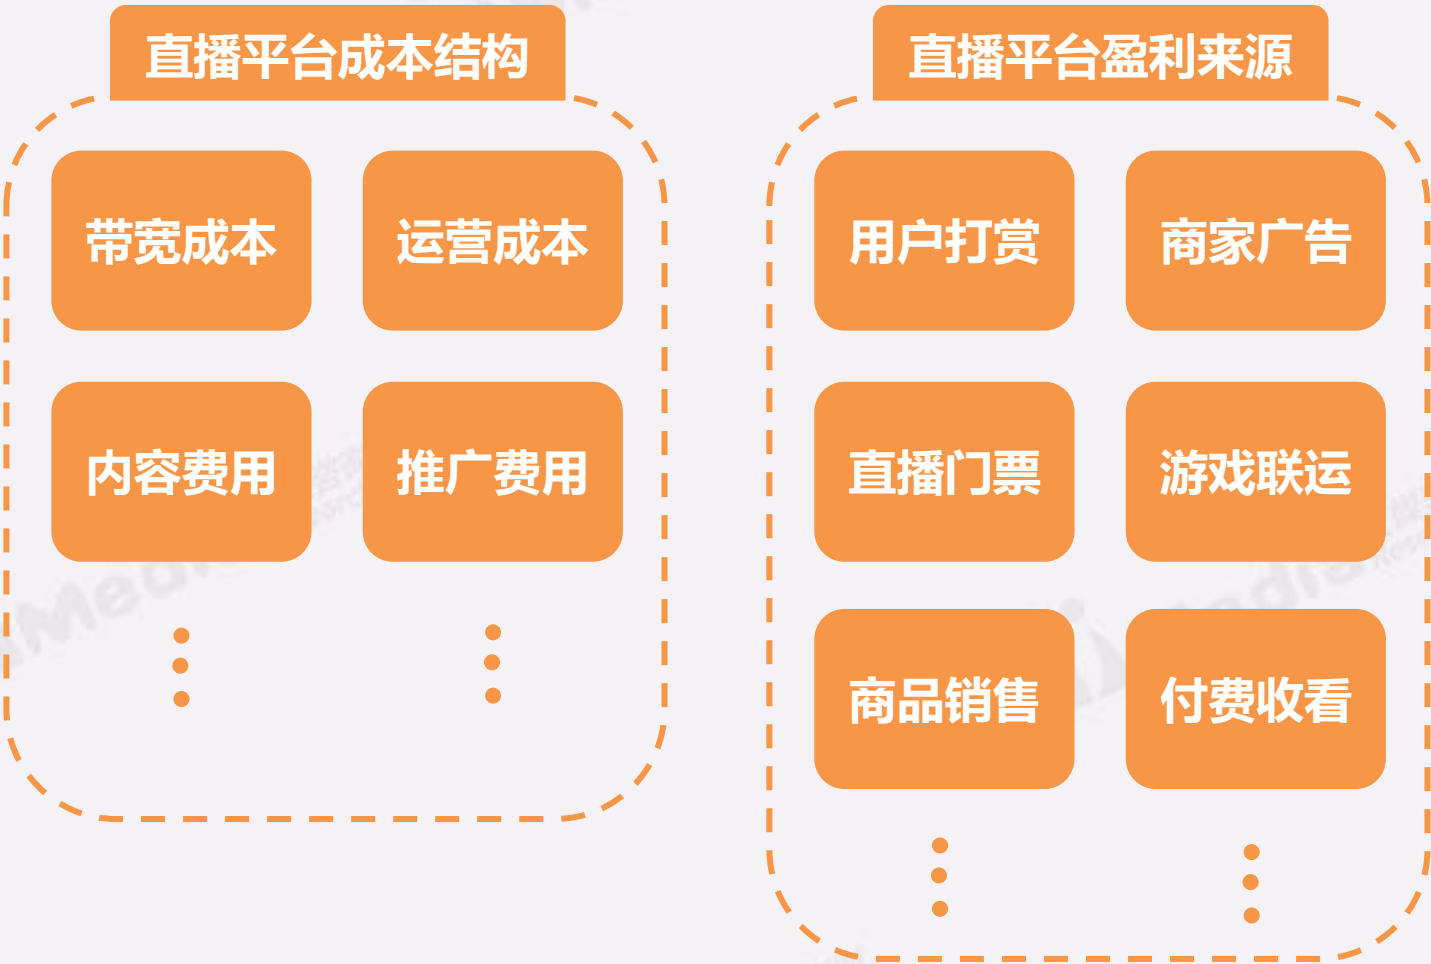 直播平台成本结构
带宽成本
运营成本
内容费用
推广费用
直播平台盈利来源
用户打赏
商家广告
直播门票
游戏联运
商品销售
付费收看